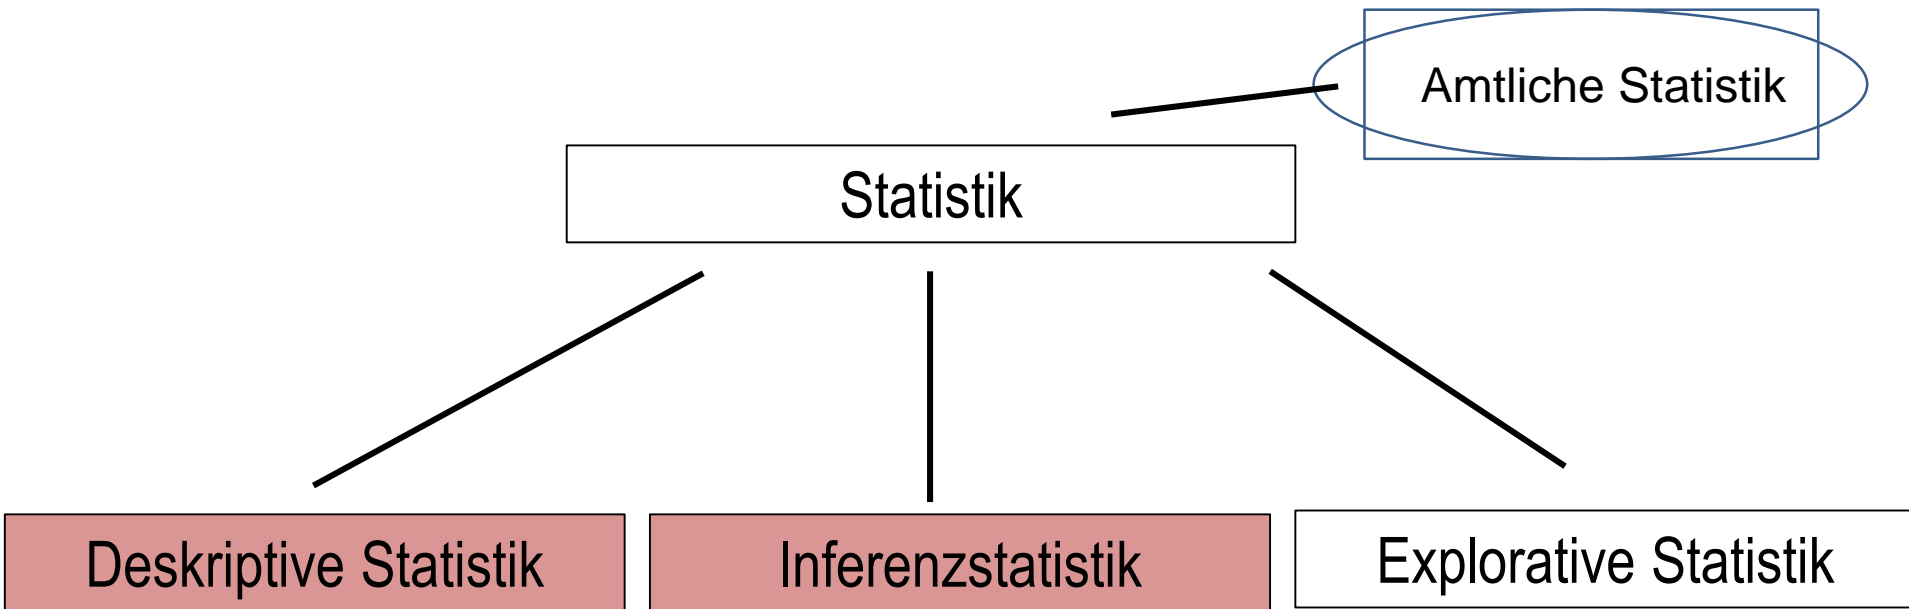 Amtliche Statistik
Statistik
Deskriptive Statistik
Inferenzstatistik
Explorative Statistik